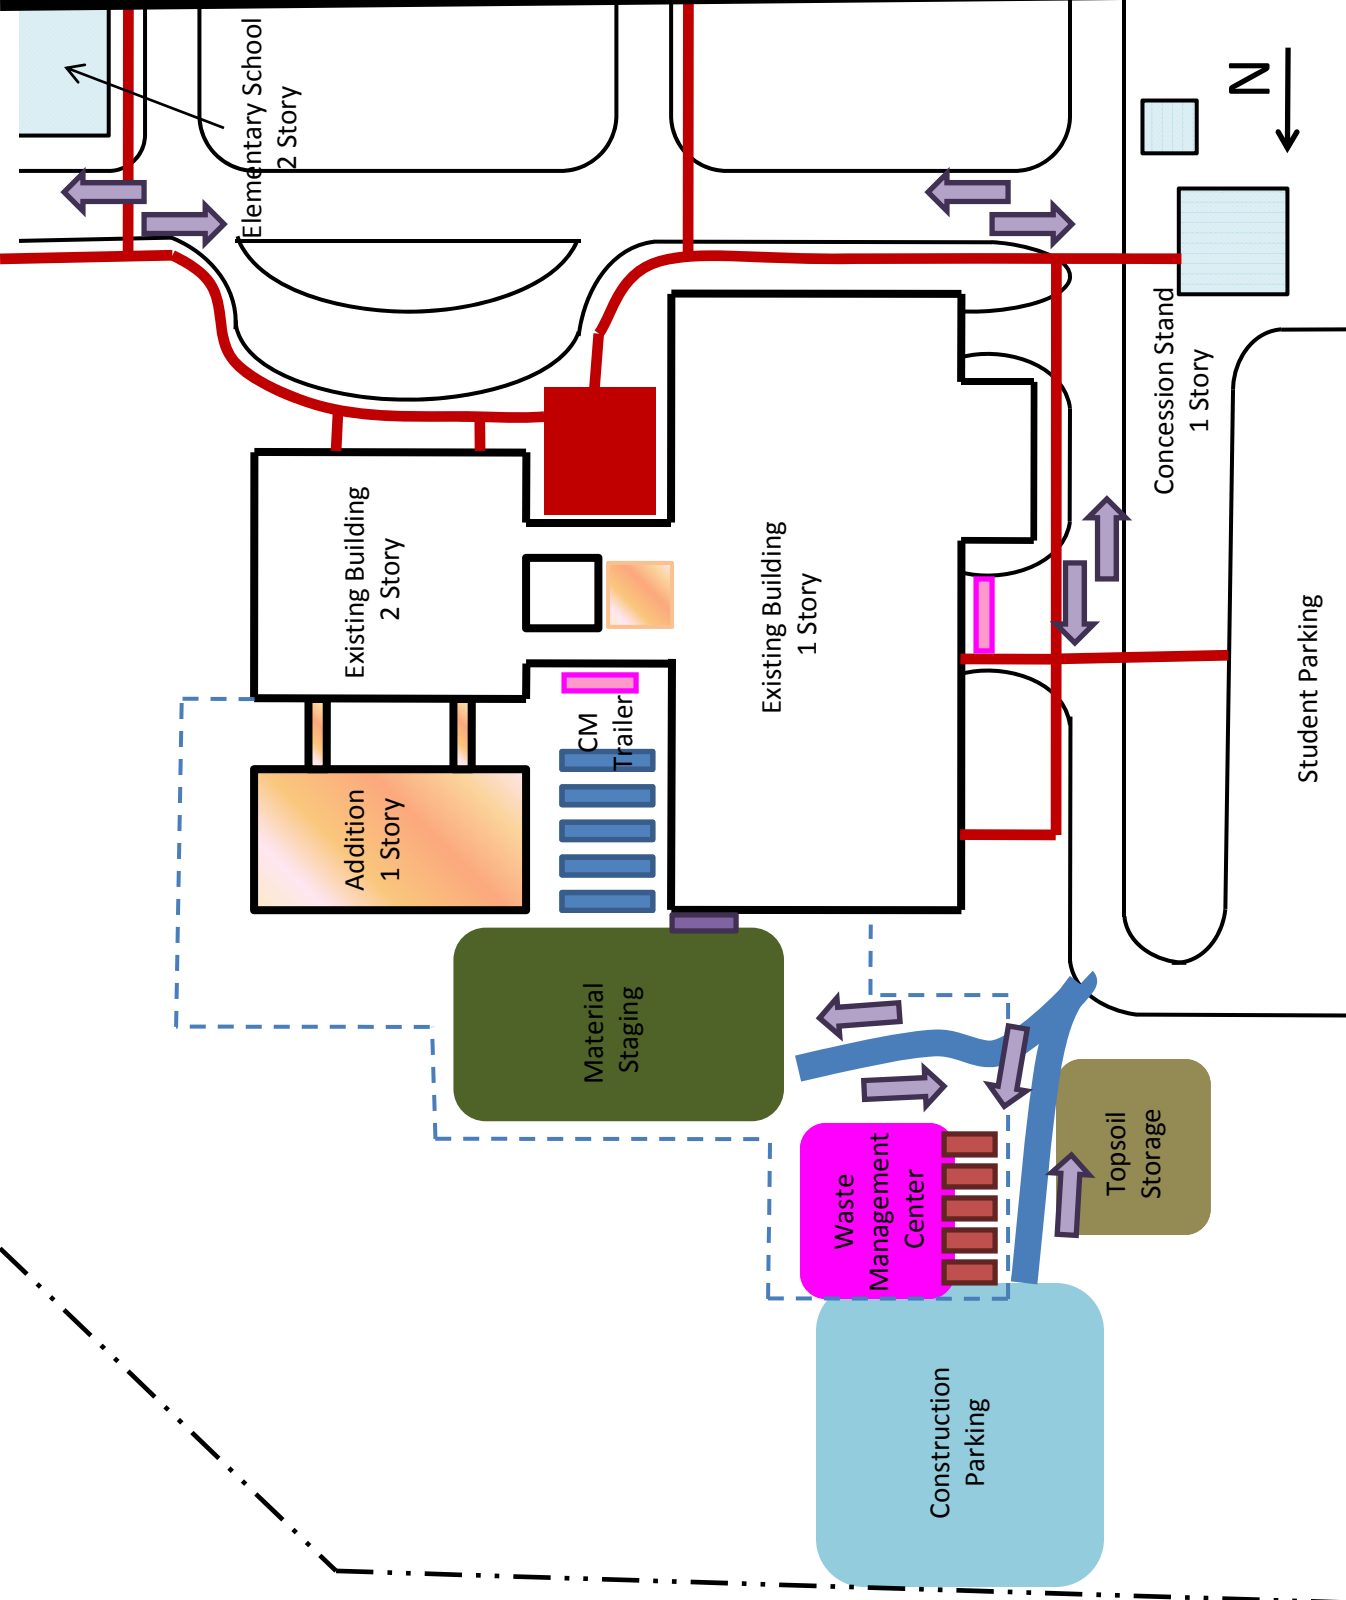 Elementary School
2 Story
N
Concession Stand
1 Story
Existing Building
2 Story
Existing Building
1 Story
Student Parking
CM
Trailer
Addition
1 Story
Material
Staging
Waste
Management
Center
Topsoil
Storage
Construction
Parking